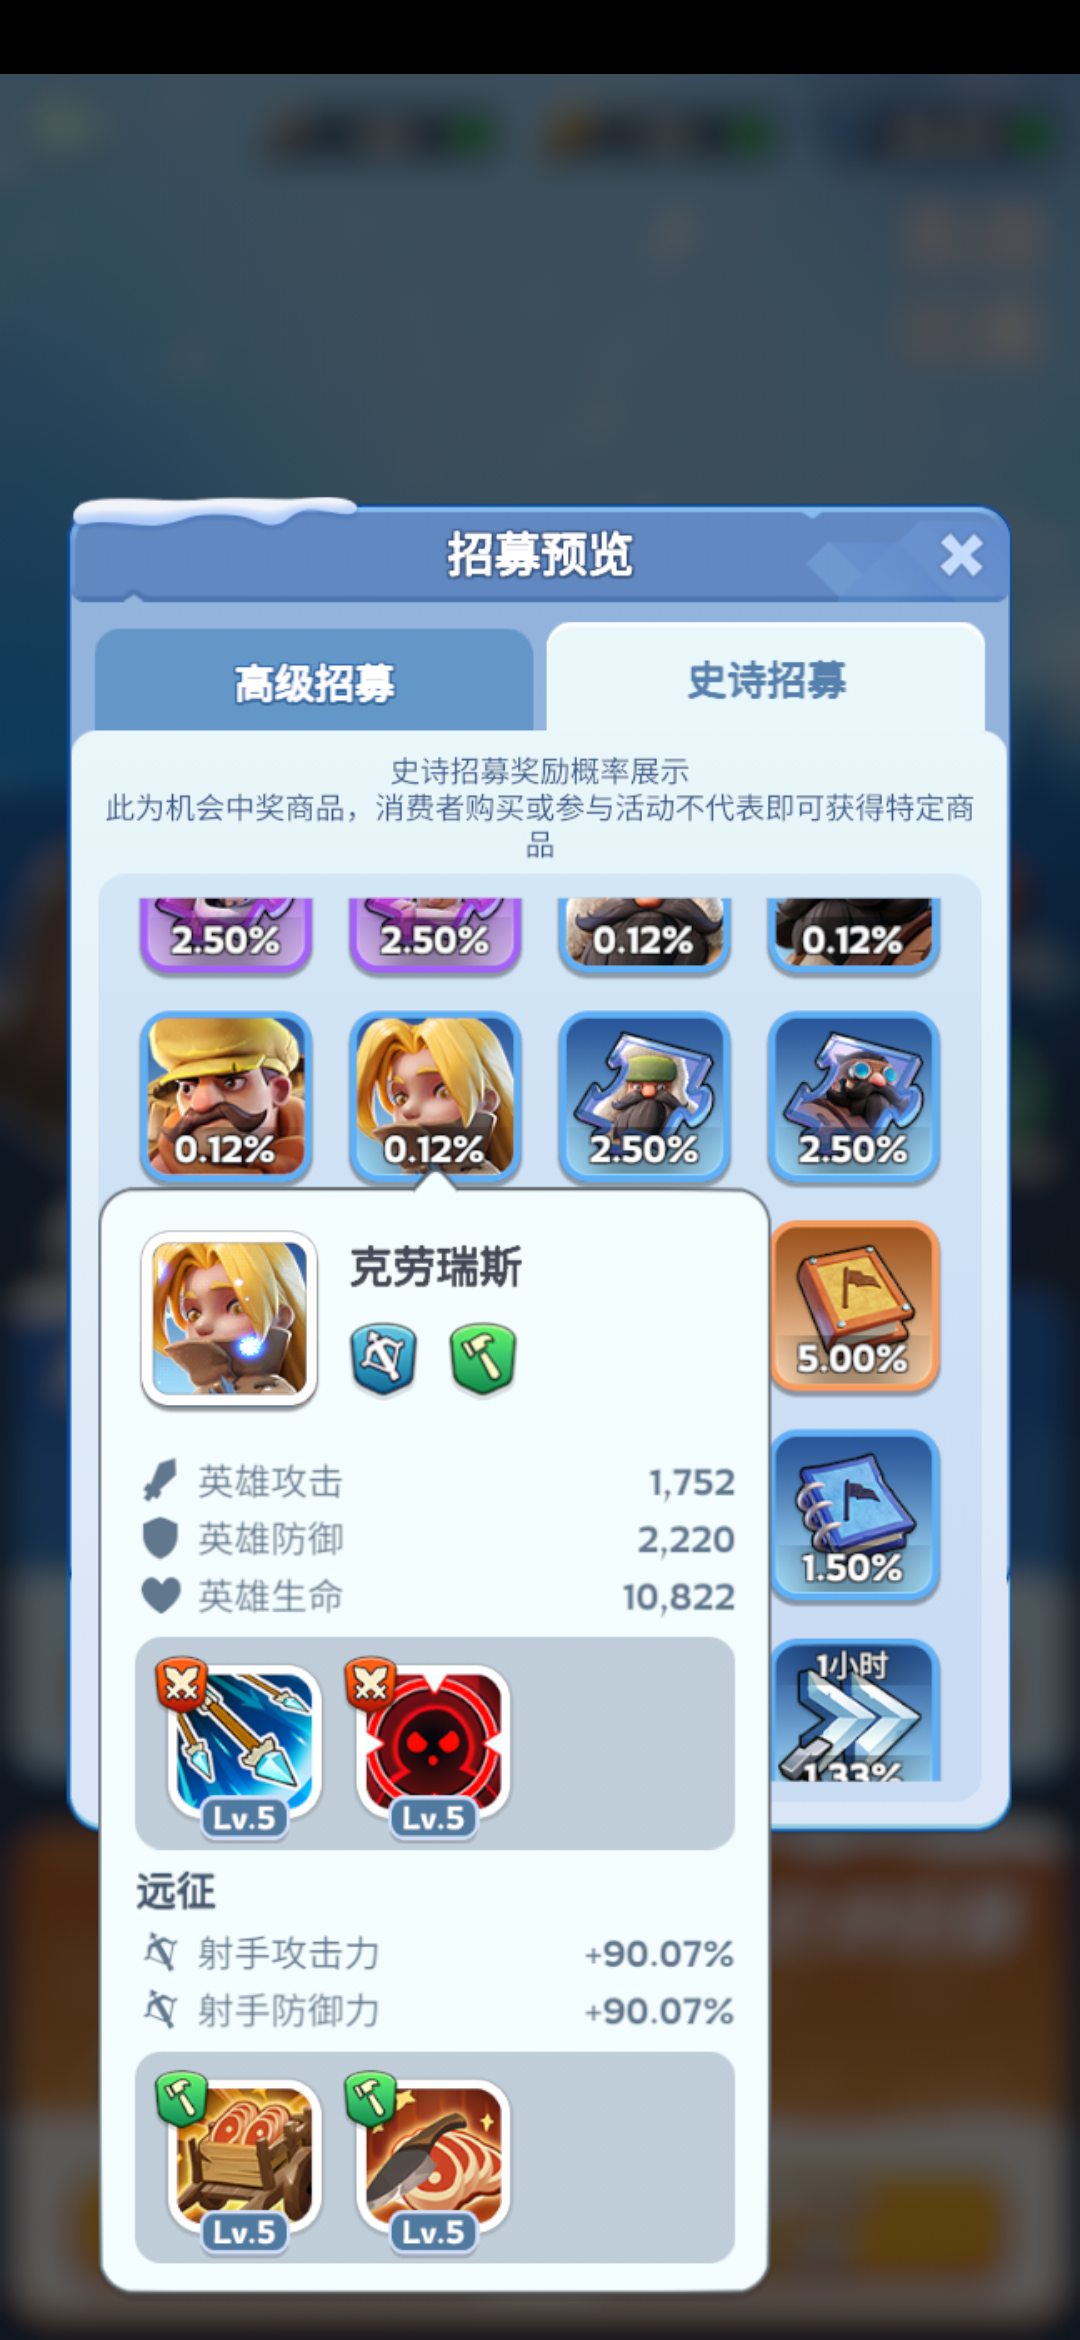 招募预览
高级招募
史诗招募
史诗招募奖励概率展示
此为机会中奖商品，消费者购买或参与活动不代表即可获得特定商
品
2.50%
2.50%
0.12%
0.12%
0.12%
0.12%
2.50%
2.50%
克劳瑞斯
5.00%
英雄攻击 1,752
英雄防御 2,220
英雄生命 10,822
1.50%
1小时
1.33%
Lv.5
Lv.5
远征
射手攻击力 +90.07%
射手防御力 +90.07%
Lv.5
Lv.5